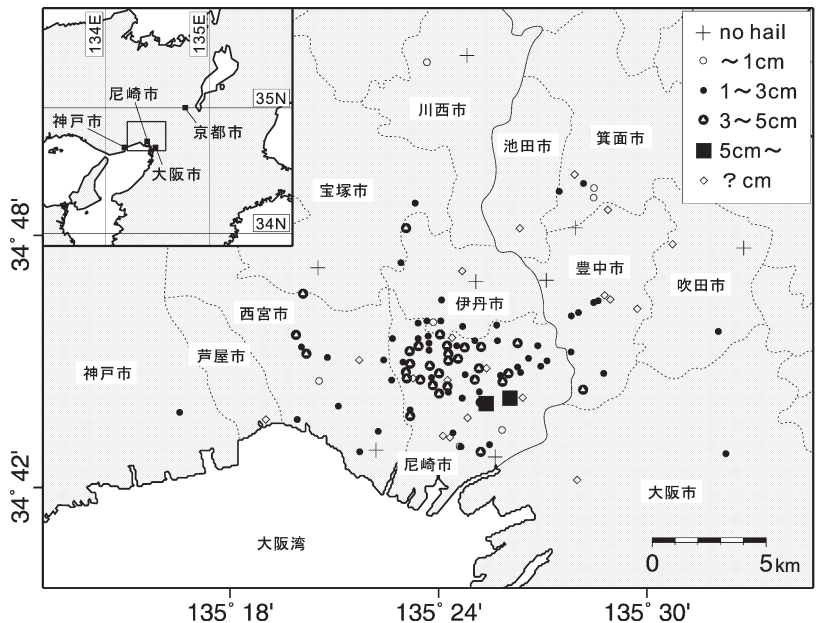 134E
135E
35N
34N
尼崎市
神戸市
京都市
大阪市
no hail
～1cm
1～3cm
3～5cm
5cm～
？cm
川西市
池田市
箕面市
宝塚市
豊中市
吹田市
伊丹市
西宮市
芦屋市
神戸市
尼崎市
大阪市
大阪湾
34° 48'
34° 42'
0 5km
135° 18' 135° 24' 135° 30'